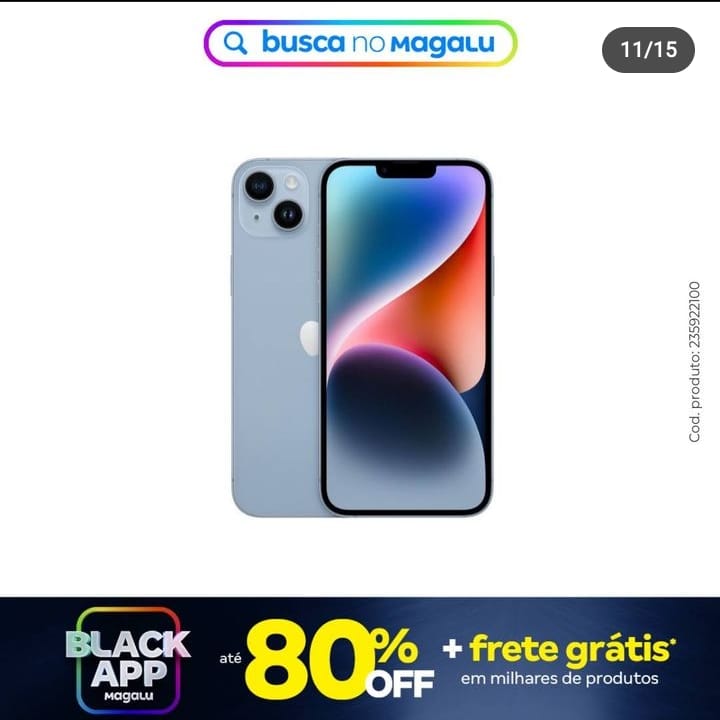 busca no Magalu
11/15
Cod. produto: 235922100
BLACK
APP
Magalu
até 80% OFF
+ frete grátis*
em milhares de produtos